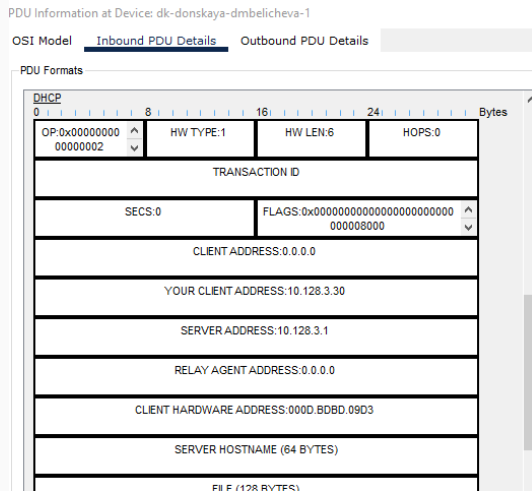 PDU Information at Device: dk-donskaya-dmbelicheva-1
OSI Model Inbound PDU Details Outbound PDU Details
PDU Formats
DHCP
0 8 16 24 Bytes
OP:0x00000000 00000002 HW TYPE:1 HW LEN:6 HOPS:0
TRANSACTION ID
SECS:0 FLAGS:0x00000000000000000000000 000008000
CLIENT ADDRESS:0.0.0.0
YOUR CLIENT ADDRESS:10.128.3.30
SERVER ADDRESS:10.128.3.1
RELAY AGENT ADDRESS:0.0.0.0
CLIENT HARDWARE ADDRESS:000D.BDBD.09D3
SERVER HOSTNAME (64 BYTES)
FILE (128 BYTES)